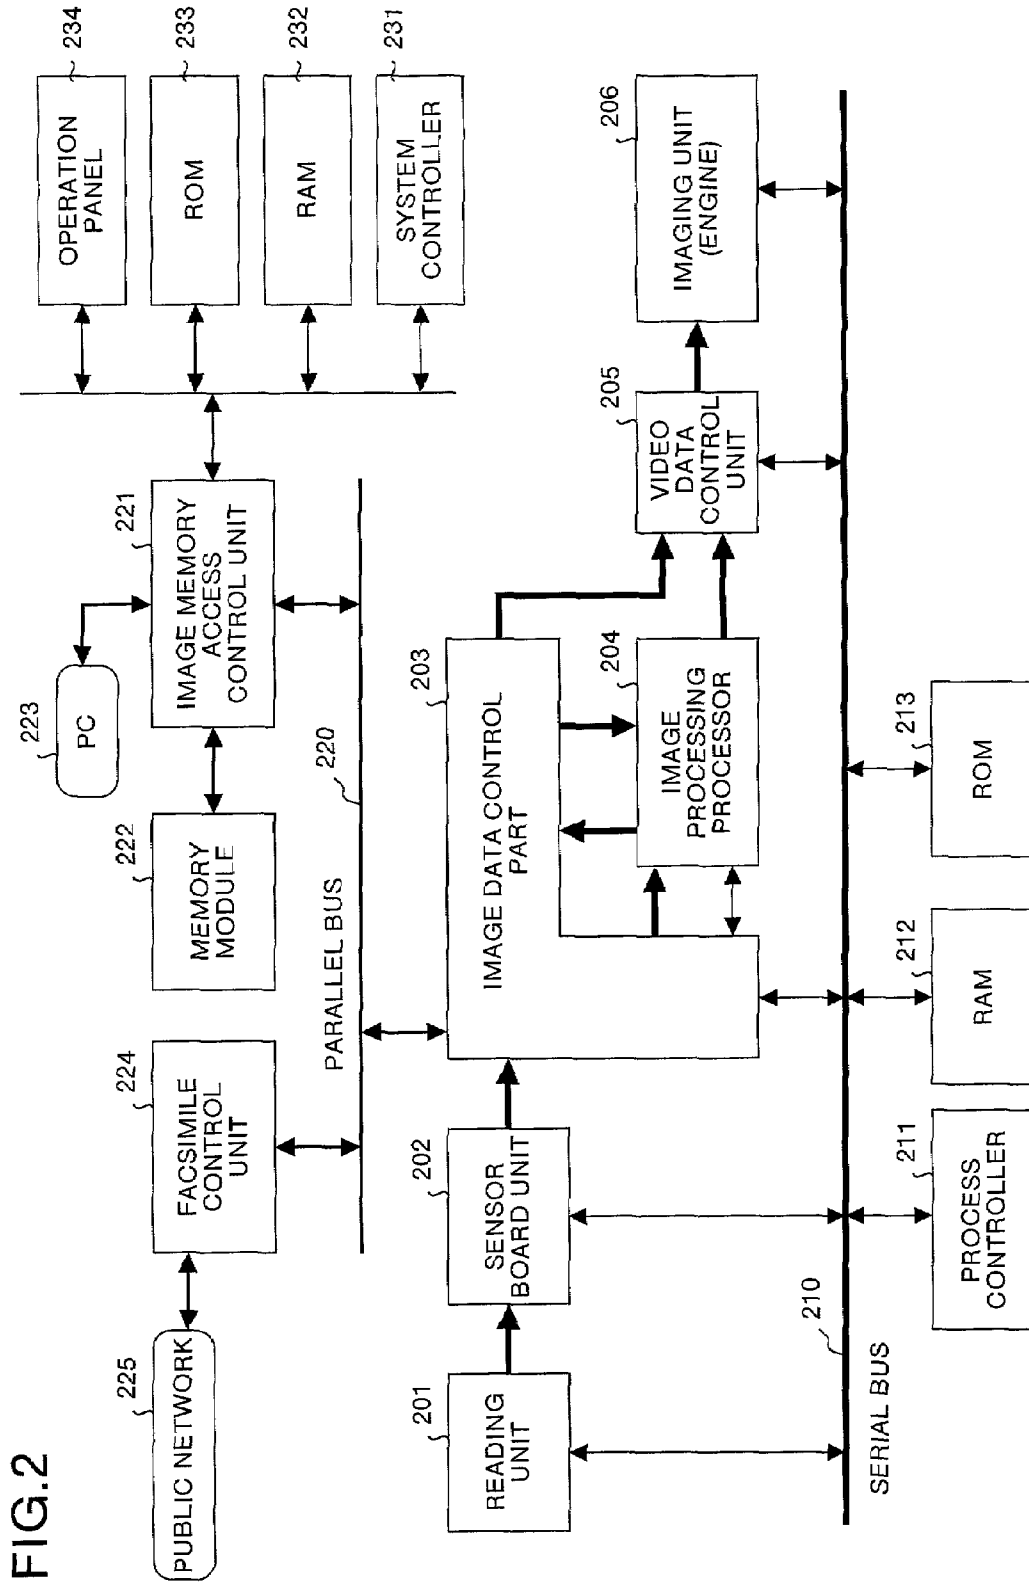 FIG.2
225
PUBLIC NETWORK
224
FACSIMILE
CONTROL
UNIT
222
MEMORY
MODULE
223
PC
221
IMAGE MEMORY
ACCESS
CONTROL UNIT
234
OPERATION
PANEL
233
ROM
232
RAM
231
SYSTEM
CONTROLLER
PARALLEL BUS
220
201
READING
UNIT
202
SENSOR
BOARD UNIT
203
IMAGE DATA CONTROL
PART
204
IMAGE
PROCESSING
PROCESSOR
205
VIDEO
DATA
CONTROL
UNIT
206
IMAGING UNIT
(ENGINE)
SERIAL BUS
210
211
PROCESS
CONTROLLER
212
RAM
213
ROM